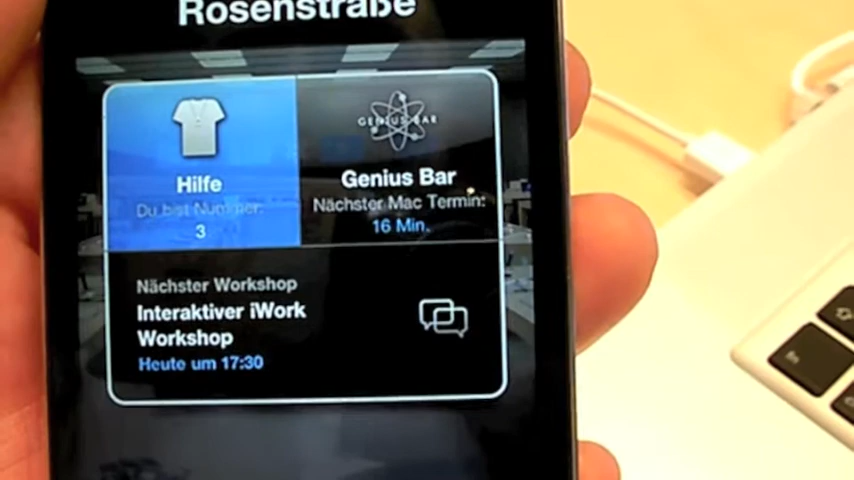 Rosenstraße
GENIUS BAR
Hilfe
Du bist Nummer:
3
Genius Bar
Nächster Mac Termin:
16 Min.
Nächster Workshop
Interaktiver iWork
Workshop
Heute um 17:30
fn